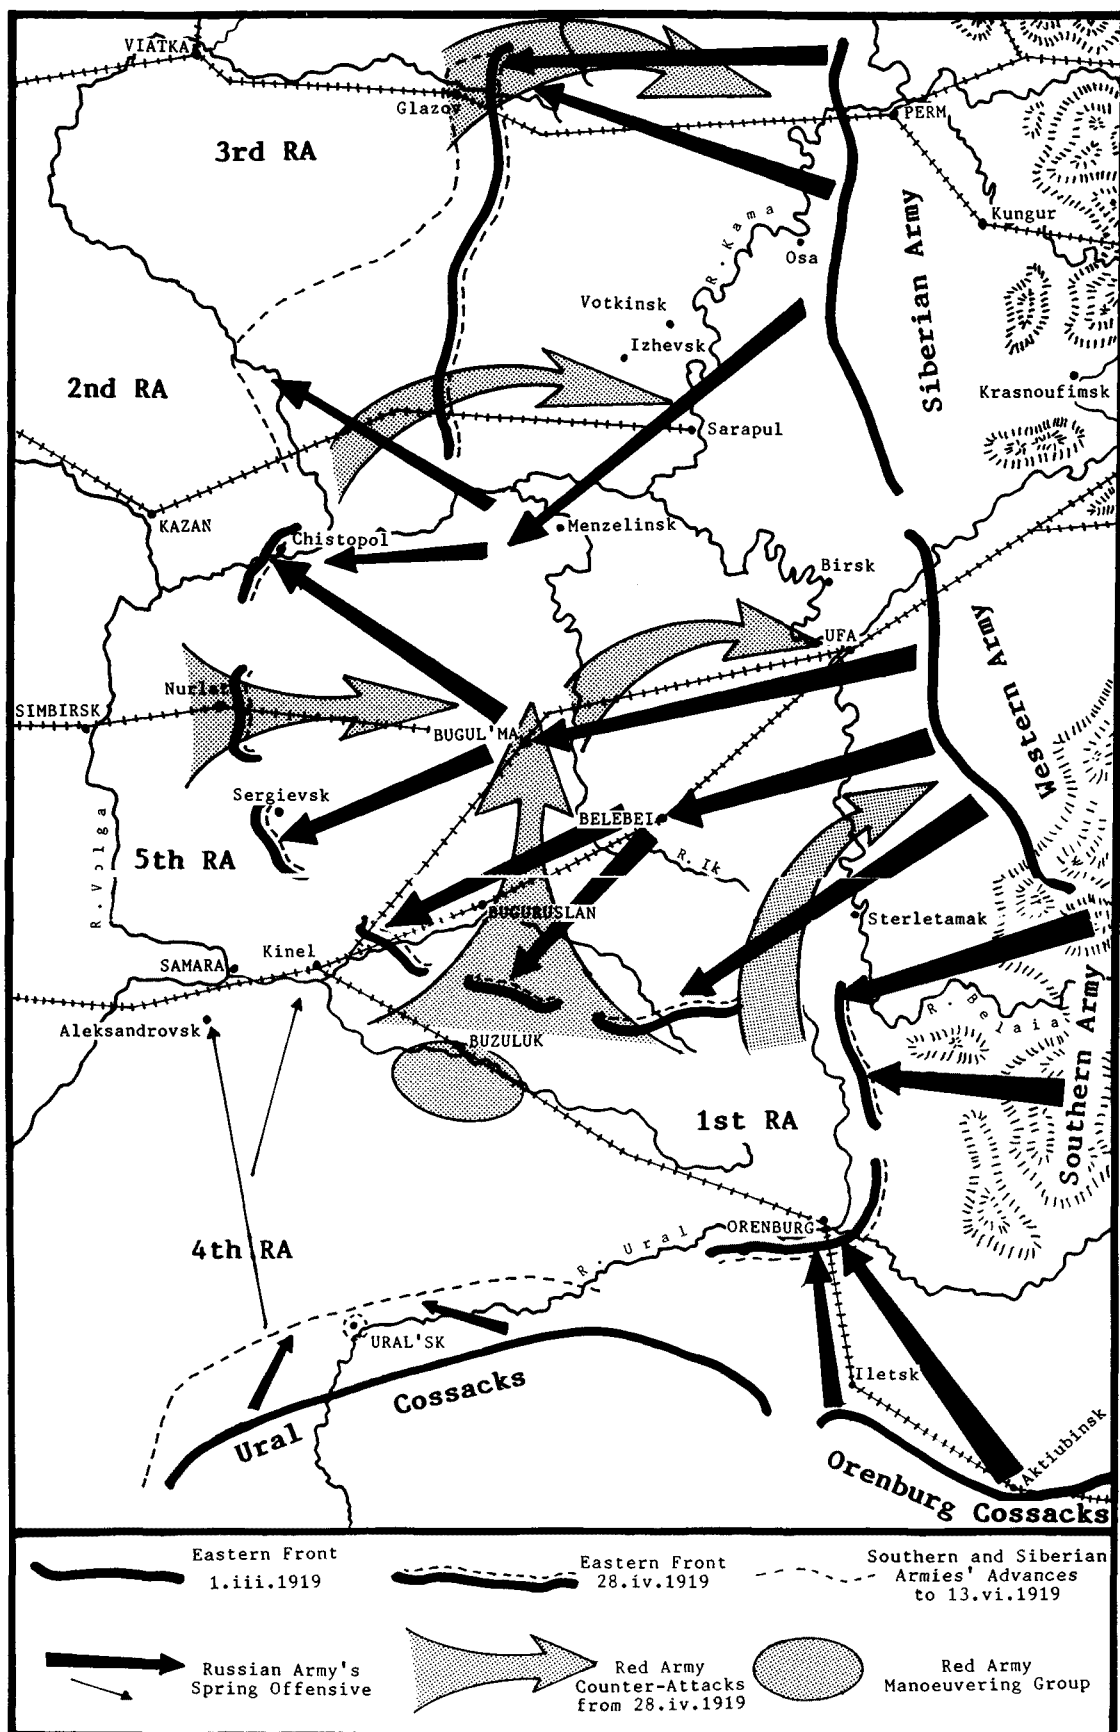 VIÂTKA
Glazov
PERM
3rd RA
R. Kama
Kungur
Osa
Siberian Army
Votkinsk
Izhevsk
2nd RA
Krasnoufimsk
Sarapul
KAZAN
Chistopol
Menzelinsk
Birsk
UFA
Western Army
Nurlat
SIMBIRSK
BUGUL'MA
Sergievsk
BELEBEI
R. Volga
5th RA
R. Ik
BUGURUSLAN
Sterletamak
Kinel
SAMARA
R. Belaia
Aleksandrovsk
BUZULUK
Southern Army
1st RA
ORENBURG
4th RA
R. Ural
URAL'SK
Iletsk
Ural Cossacks
Aktiubinsk
Orenburg Cossacks
Eastern Front
1.iii.1919
Eastern Front
28.iv.1919
Southern and Siberian
Armies' Advances
to 13.vi.1919
Russian Army's
Spring Offensive
Red Army
Counter-Attacks
from 28.iv.1919
Red Army
Manoeuvering Group